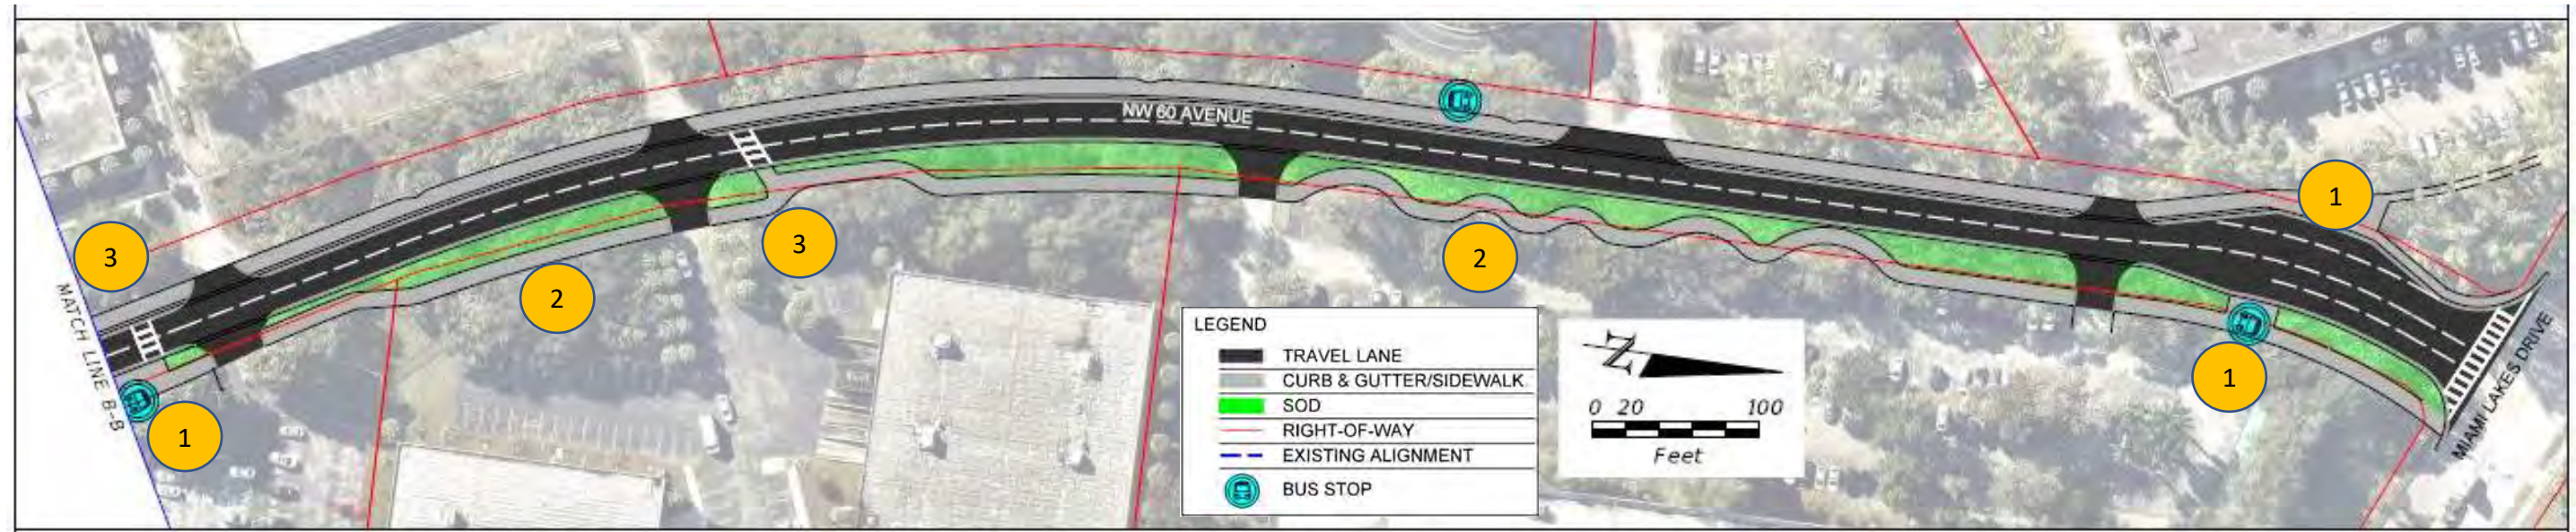 NW 60 AVENUE
1
3
3
2
2
1
1
MATCH LINE B-B
MIAMI LAKES DRIVE
LEGEND
TRAVEL LANE
CURB & GUTTER/SIDEWALK
SOD
RIGHT-OF-WAY
EXISTING ALIGNMENT
BUS STOP
N
0 20 100
Feet